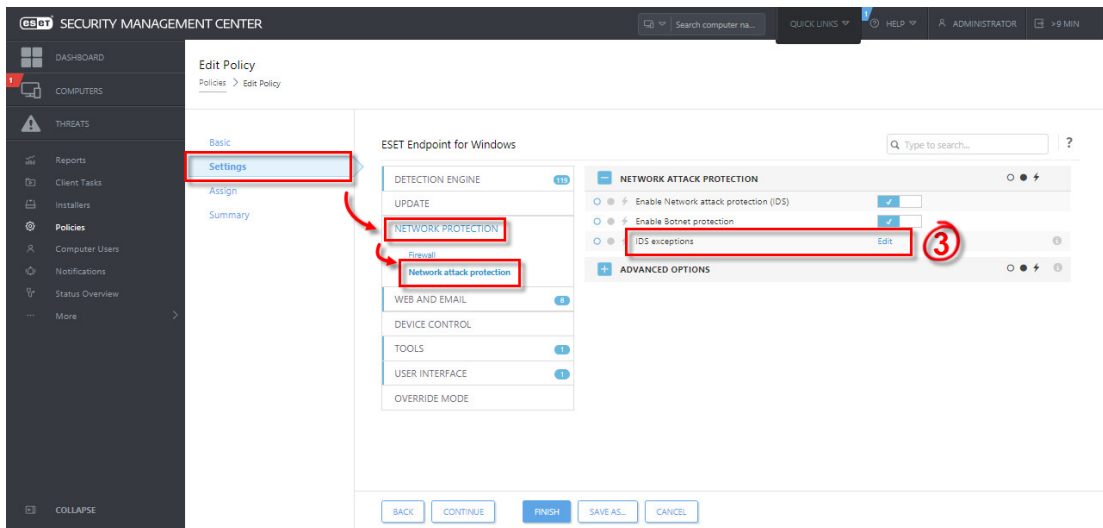 eset SECURITY MANAGEMENT CENTER
Search computer na...
QUICK LINKS
1
HELP
ADMINISTRATOR
>9 MIN
DASHBOARD
1
COMPUTERS
THREATS
Reports
Client Tasks
Installers
Policies
Computer Users
Notifications
Status Overview
... More >
COLLAPSE
Edit Policy
Policies > Edit Policy
Basic
Settings
Assign
Summary
ESET Endpoint for Windows
Type to search...
?
DETECTION ENGINE 119
UPDATE
NETWORK PROTECTION
Firewall
Network attack protection
WEB AND EMAIL 8
DEVICE CONTROL
TOOLS 1
USER INTERFACE 1
OVERRIDE MODE
NETWORK ATTACK PROTECTION
Enable Network attack protection (IDS)
Enable Botnet protection
IDS exceptions Edit
3
ADVANCED OPTIONS
BACK CONTINUE FINISH SAVE AS... CANCEL